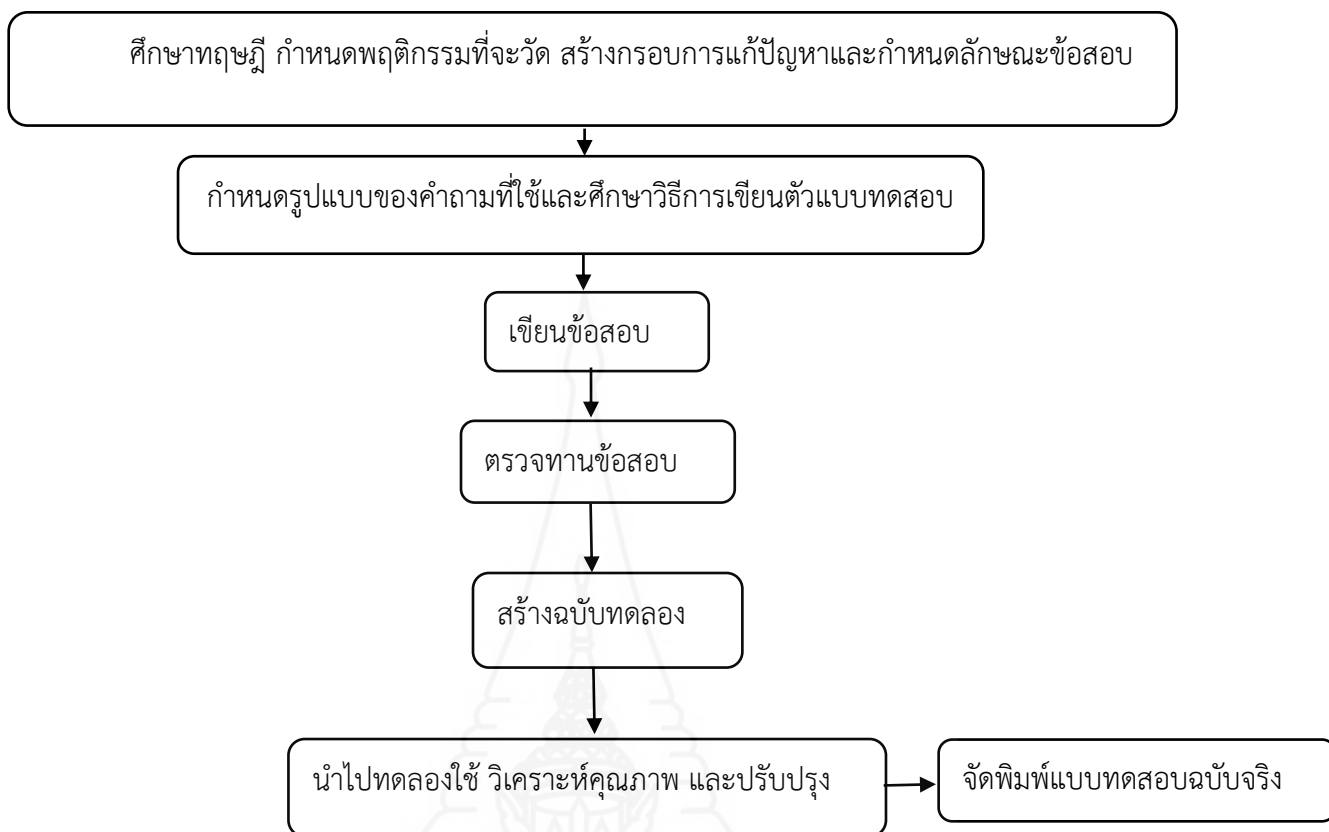 ศึกษาทฤษฎี กำหนดพฤติกรรมที่จะวัด สร้างกรอบการแก้ปัญหาและกำหนดลักษณะข้อสอบ
กำหนดรูปแบบของคำถามที่ใช้และศึกษาวิธีการเขียนตัวแบบทดสอบ
เขียนข้อสอบ
ตรวจทานข้อสอบ
สร้างฉบับทดลอง
นำไปทดลองใช้ วิเคราะห์คุณภาพ และปรับปรุง
จัดพิมพ์แบบทดสอบฉบับจริง